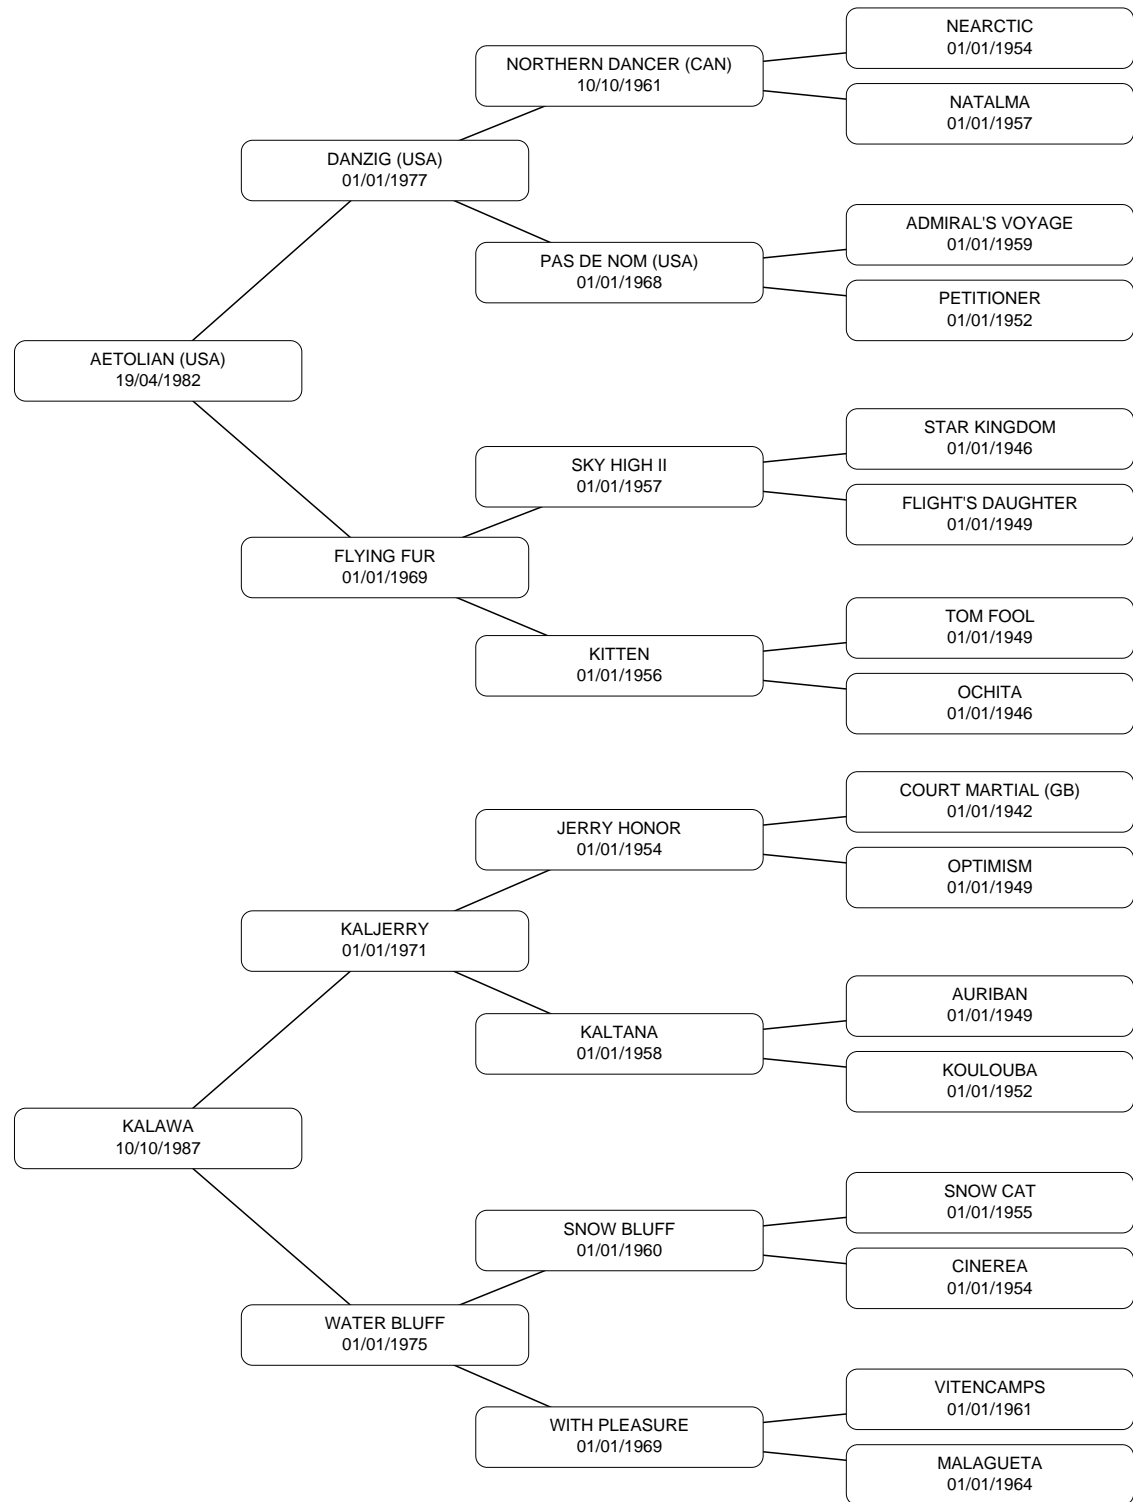 NEARCTIC
01/01/1954
NORTHERN DANCER (CAN)
10/10/1961
NATALMA
01/01/1957
DANZIG (USA)
01/01/1977
ADMIRAL'S VOYAGE
01/01/1959
PAS DE NOM (USA)
01/01/1968
PETITIONER
01/01/1952
AETOLIAN (USA)
19/04/1982
STAR KINGDOM
01/01/1946
SKY HIGH II
01/01/1957
FLIGHT'S DAUGHTER
01/01/1949
FLYING FUR
01/01/1969
TOM FOOL
01/01/1949
KITTEN
01/01/1956
OCHITA
01/01/1946
COURT MARTIAL (GB)
01/01/1942
JERRY HONOR
01/01/1954
OPTIMISM
01/01/1949
KALJERRY
01/01/1971
AURIBAN
01/01/1949
KALTANA
01/01/1958
KOULOUBA
01/01/1952
KALAWA
10/10/1987
SNOW CAT
01/01/1955
SNOW BLUFF
01/01/1960
CINEREA
01/01/1954
WATER BLUFF
01/01/1975
VITENCAMPS
01/01/1961
WITH PLEASURE
01/01/1969
MALAGUETA
01/01/1964